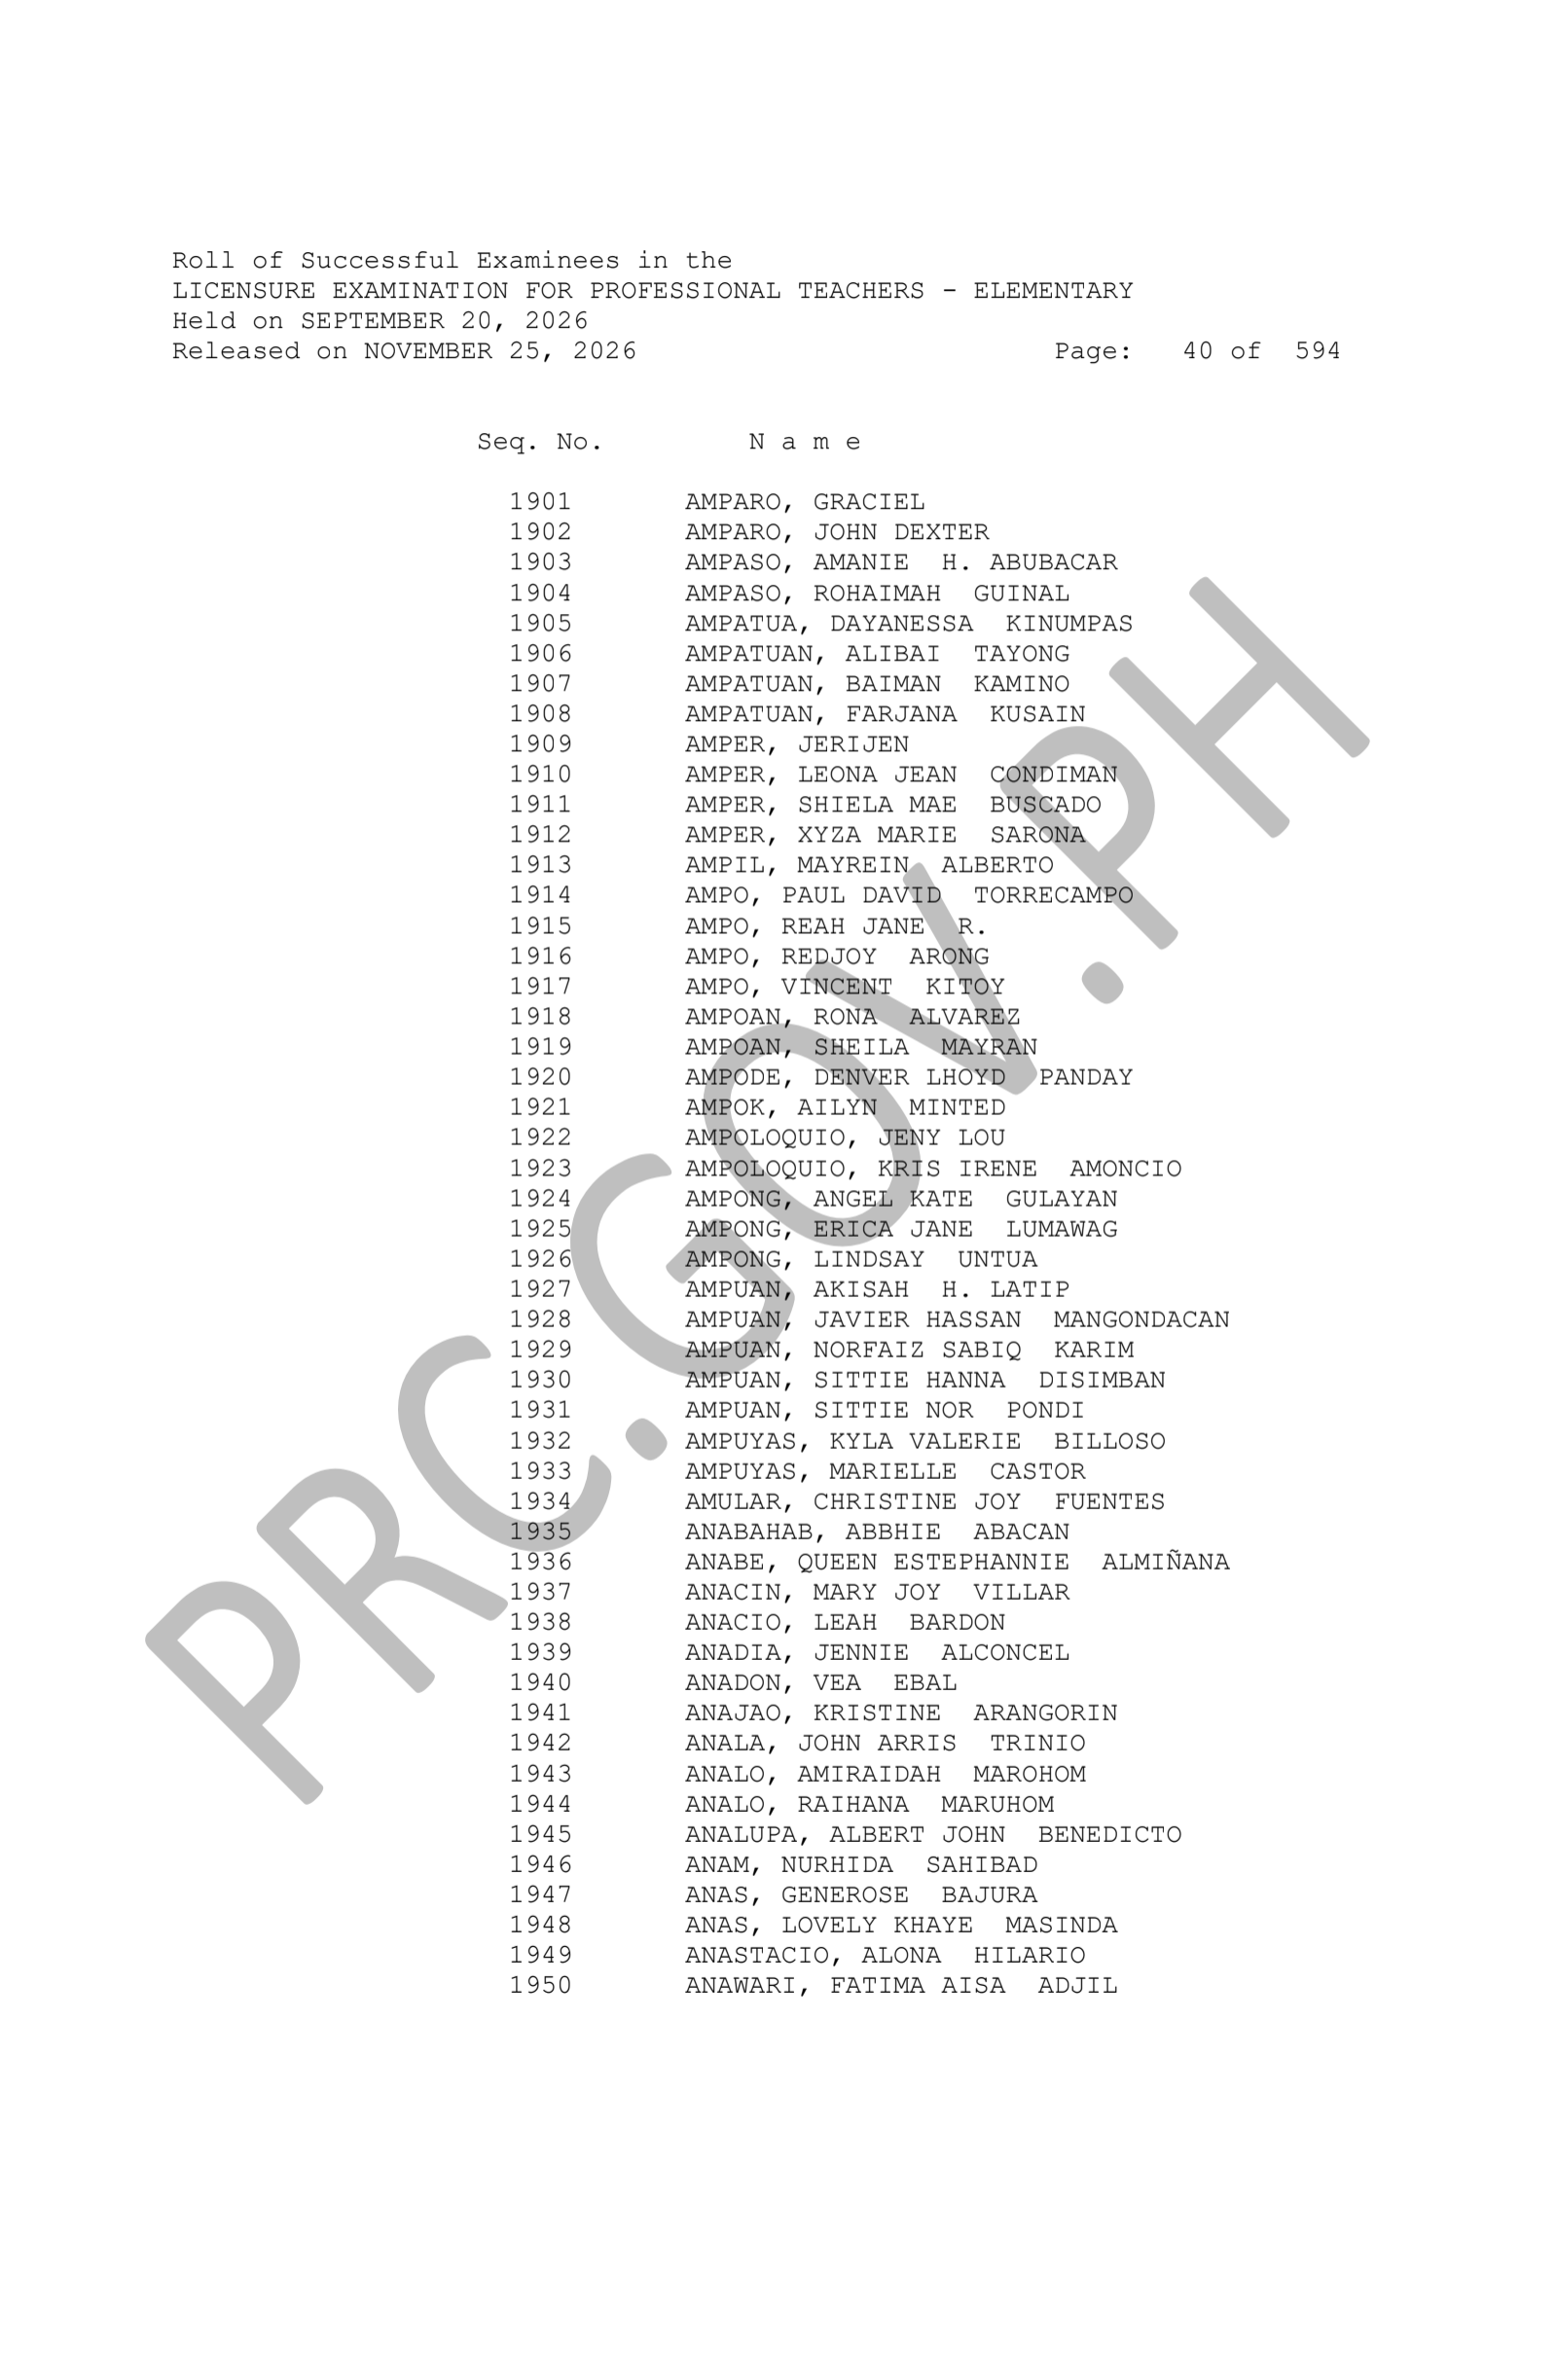 Roll of Successful Examinees in the
LICENSURE EXAMINATION FOR PROFESSIONAL TEACHERS - ELEMENTARY
Held on SEPTEMBER 20, 2026
Released on NOVEMBER 25, 2026 Page: 40 of 594
Seq. No. N a m e
1901 AMPARO, GRACIEL
1902 AMPARO, JOHN DEXTER
1903 AMPASO, AMANIE H. ABUBACAR
1904 AMPASO, ROHAIMAH GUINAL
1905 AMPATUA, DAYANESSA KINUMPAS
1906 AMPATUAN, ALIBAI TAYONG
1907 AMPATUAN, BAIMAN KAMINO
1908 AMPATUAN, FARJANA KUSAIN
1909 AMPER, JERIJEN
1910 AMPER, LEONA JEAN CONDIMAN
1911 AMPER, SHIELA MAE BUSCADO
1912 AMPER, XYZA MARIE SARONA
1913 AMPIL, MAYREIN ALBERTO
1914 AMPO, PAUL DAVID TORRECAMPO
1915 AMPO, REAH JANE R.
1916 AMPO, REDJOY ARONG
1917 AMPO, VINCENT KITOY
1918 AMPOAN, RONA ALVAREZ
1919 AMPOAN, SHEILA MAYRAN
1920 AMPODE, DENVER LHOYD PANDAY
1921 AMPOK, AILYN MINTED
1922 AMPOLOQUIO, JENY LOU
1923 AMPOLOQUIO, KRIS IRENE AMONCIO
1924 AMPONG, ANGEL KATE GULAYAN
1925 AMPONG, ERICA JANE LUMAWAG
1926 AMPONG, LINDSAY UNTUA
1927 AMPUAN, AKISAH H. LATIP
1928 AMPUAN, JAVIER HASSAN MANGONDACAN
1929 AMPUAN, NORFAIZ SABIQ KARIM
1930 AMPUAN, SITTIE HANNA DISIMBAN
1931 AMPUAN, SITTIE NOR PONDI
1932 AMPUYAS, KYLA VALERIE BILLOSO
1933 AMPUYAS, MARIELLE CASTOR
1934 AMULAR, CHRISTINE JOY FUENTES
1935 ANABAHAB, ABBHIE ABACAN
1936 ANABE, QUEEN ESTEPHANNIE ALMIÑANA
1937 ANACIN, MARY JOY VILLAR
1938 ANACIO, LEAH BARDON
1939 ANADIA, JENNIE ALCONCEL
1940 ANADON, VEA EBAL
1941 ANAJAO, KRISTINE ARANGORIN
1942 ANALA, JOHN ARRIS TRINIO
1943 ANALO, AMIRAIDAH MAROHOM
1944 ANALO, RAIHANA MARUHOM
1945 ANALUPA, ALBERT JOHN BENEDICTO
1946 ANAM, NURHIDA SAHIBAD
1947 ANAS, GENEROSE BAJURA
1948 ANAS, LOVELY KHAYE MASINDA
1949 ANASTACIO, ALONA HILARIO
1950 ANAWARI, FATIMA AISA ADJIL
PRC.GOV.PH